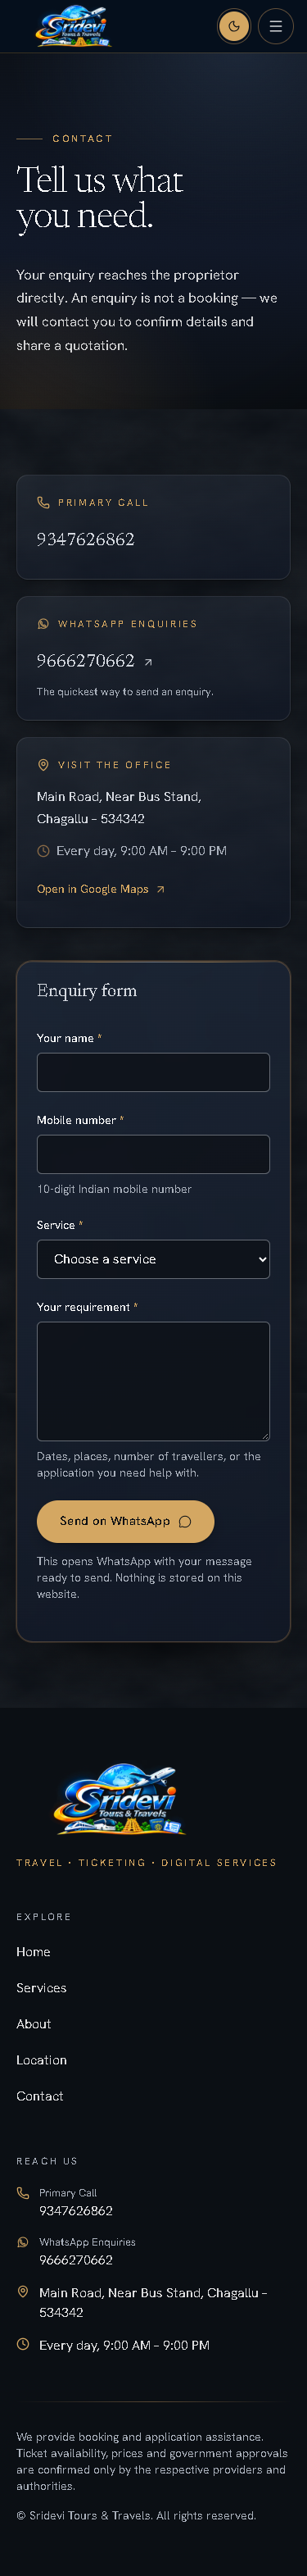 Sridevi
Tours & Travels
CONTACT
Tell us what
you need.
Your enquiry reaches the proprietor
directly. An enquiry is not a booking — we
will contact you to confirm details and
share a quotation.
PRIMARY CALL
9347626862
WHATSAPP ENQUIRIES
9666270662
The quickest way to send an enquiry.
VISIT THE OFFICE
Main Road, Near Bus Stand,
Chagallu – 534342
Every day, 9:00 AM – 9:00 PM
Open in Google Maps
Enquiry form
Your name *
Mobile number *
10-digit Indian mobile number
Service *
Choose a service
Your requirement *
Dates, places, number of travellers, or the
application you need help with.
Send on WhatsApp
This opens WhatsApp with your message
ready to send. Nothing is stored on this
website.
Sridevi
Tours & Travels
TRAVEL • TICKETING • DIGITAL SERVICES
EXPLORE
Home
Services
About
Location
Contact
REACH US
Primary Call
9347626862
WhatsApp Enquiries
9666270662
Main Road, Near Bus Stand, Chagallu –
534342
Every day, 9:00 AM – 9:00 PM
We provide booking and application assistance.
Ticket availability, prices and government approvals
are confirmed only by the respective providers and
authorities.
© Sridevi Tours & Travels. All rights reserved.